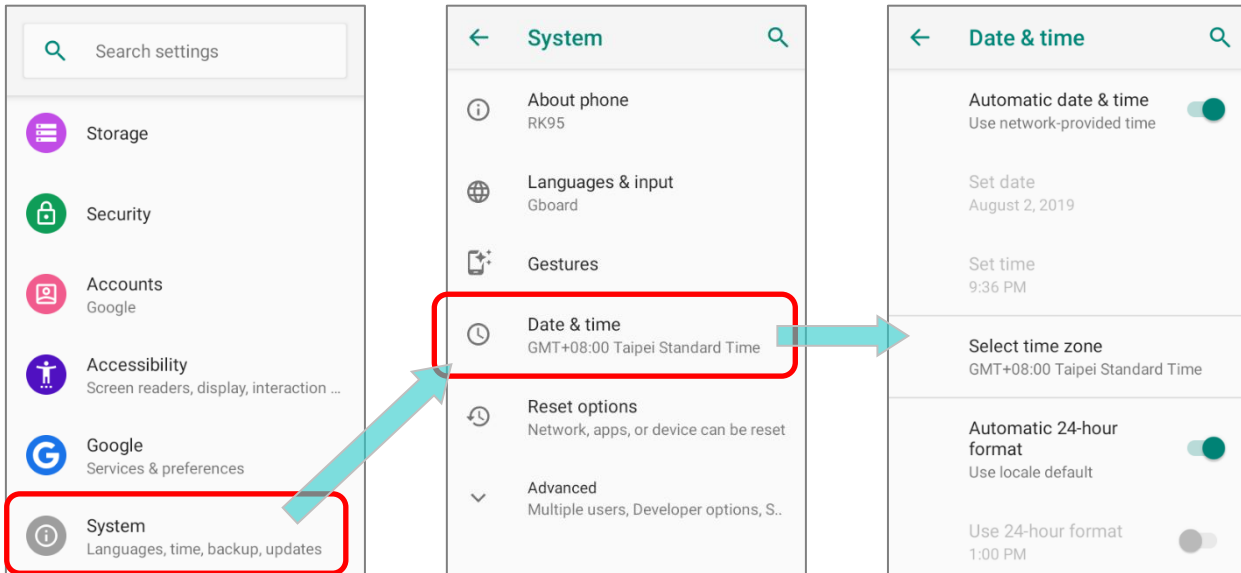 Search settings
Storage
Security
Accounts
Google
Accessibility
Screen readers, display, interaction ...
Google
Services & preferences
System
Languages, time, backup, updates
System
About phone
RK95
Languages & input
Gboard
Gestures
Date & time
GMT+08:00 Taipei Standard Time
Reset options
Network, apps, or device can be reset
Advanced
Multiple users, Developer options, S..
Date & time
Automatic date & time
Use network-provided time
Set date
August 2, 2019
Set time
9:36 PM
Select time zone
GMT+08:00 Taipei Standard Time
Automatic 24-hour
format
Use locale default
Use 24-hour format
1:00 PM